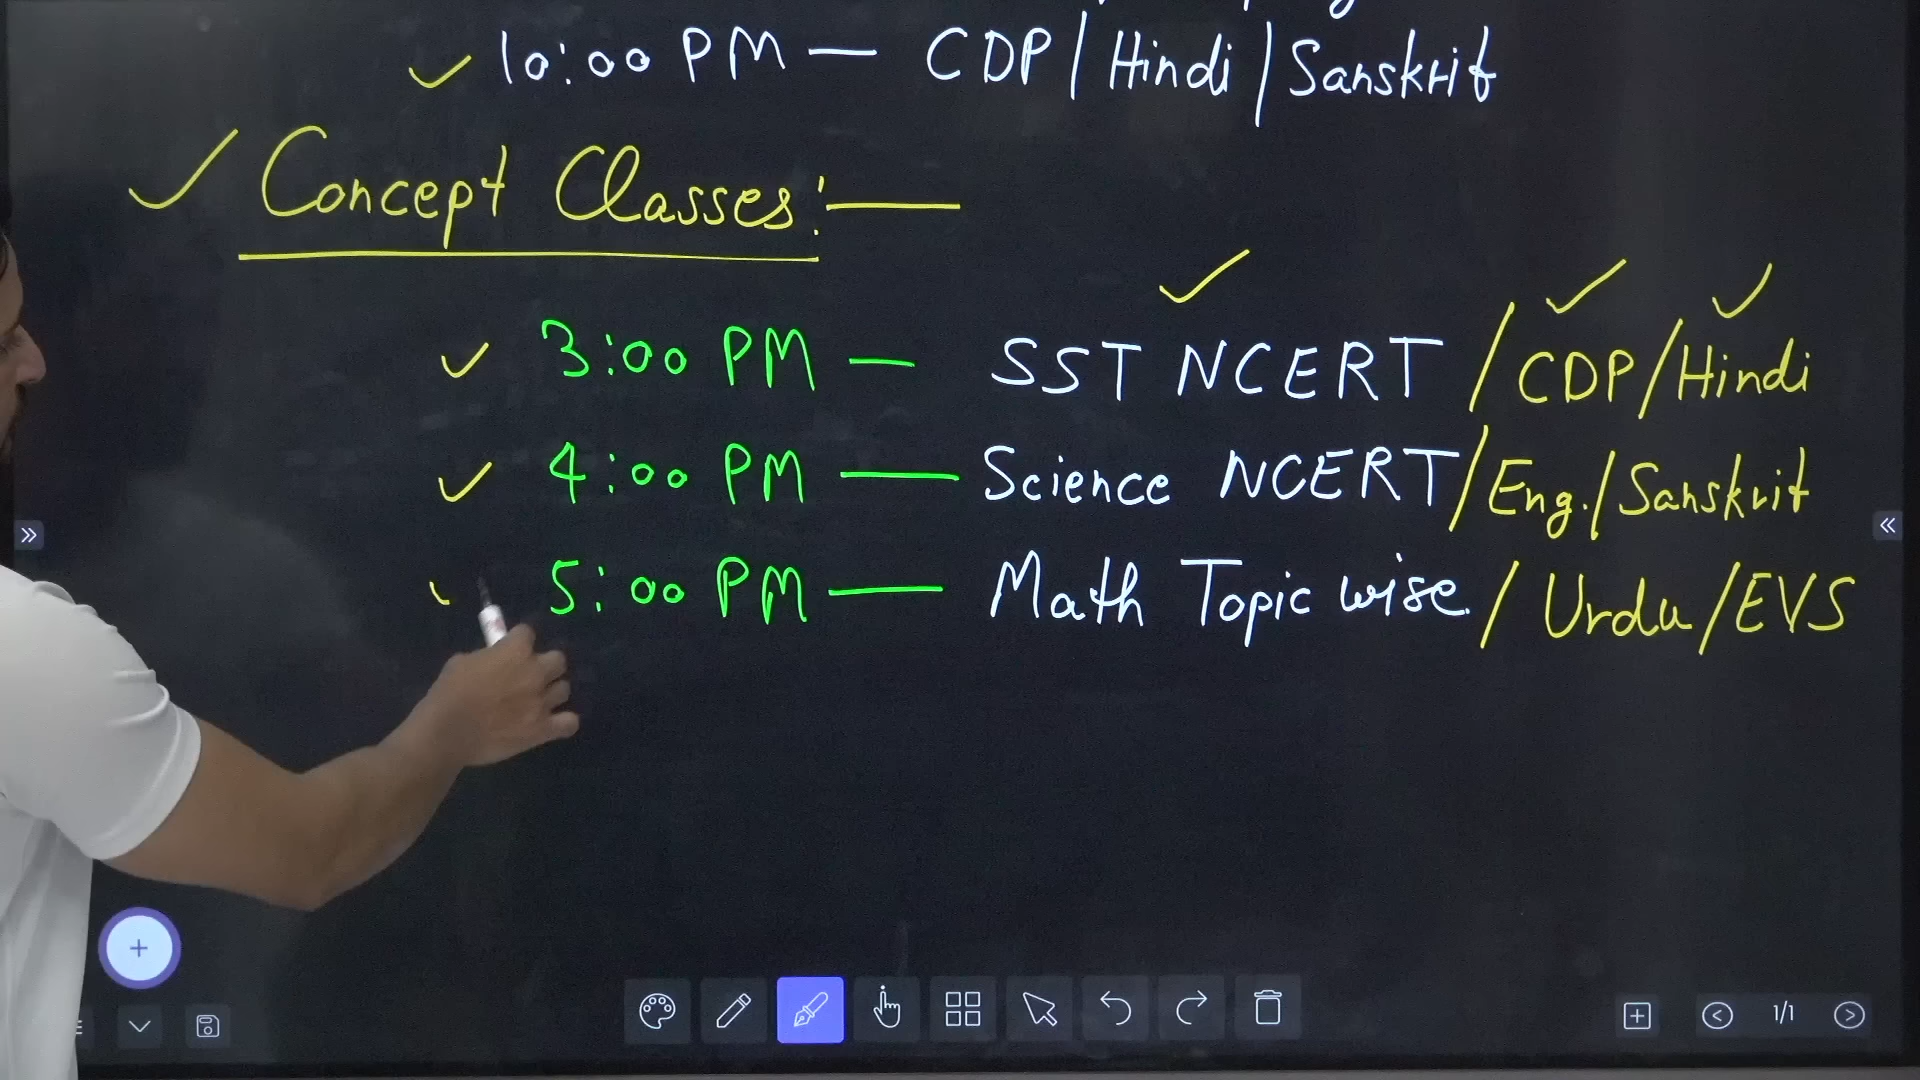 10:00 PM — CDP/Hindi/Sanskrit
Concept Classes:—
3:00 PM — SST NCERT / CDP/Hindi
4:00 PM — Science NCERT/Eng./Sanskrit
5:00 PM — Math Topic wise. / Urdu/EVS
1/1